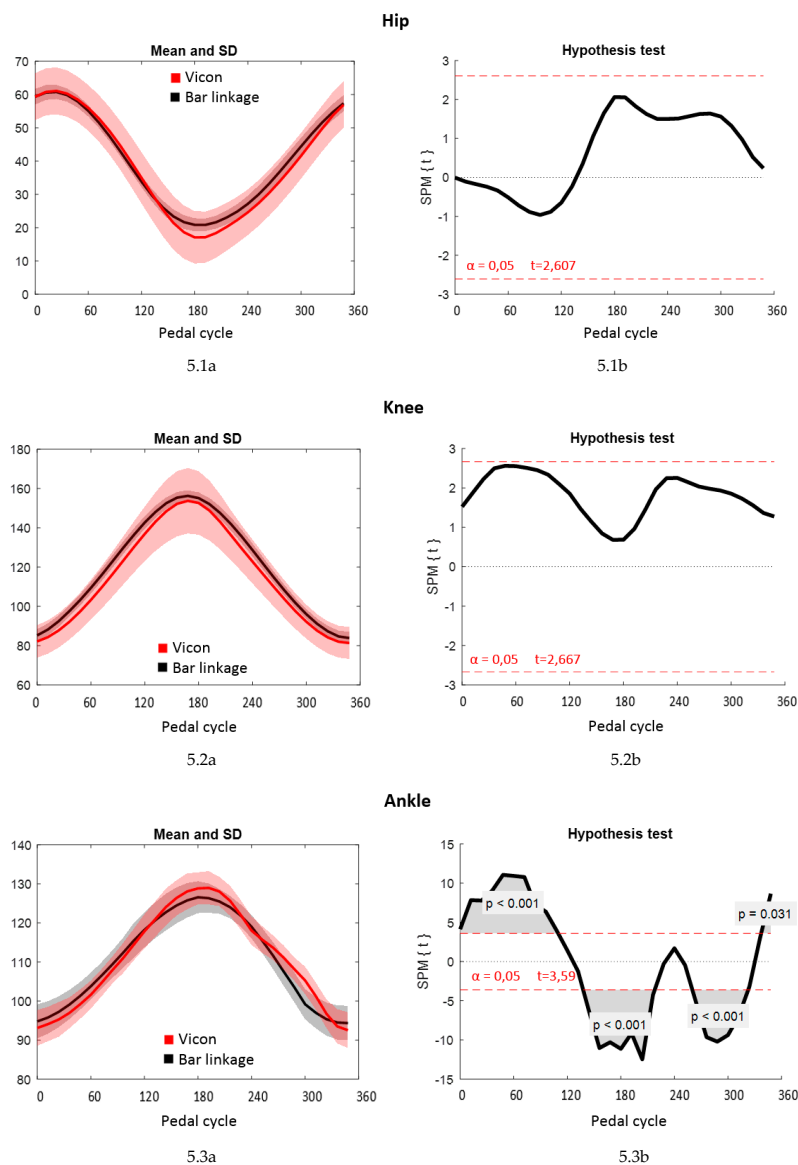 Hip
Mean and SD
Vicon
Bar linkage
70
60
50
40
30
20
10
0
0 60 120 180 240 300 360
Pedal cycle
5.1a
Hypothesis test
SPM { t }
3
2
1
0
-1
-2
-3
α = 0,05 t=2,607
0 60 120 180 240 300 360
Pedal cycle
5.1b
Knee
Mean and SD
180
160
140
120
100
80
60
Vicon
Bar linkage
0 60 120 180 240 300 360
Pedal cycle
5.2a
Hypothesis test
SPM { t }
3
2
1
0
-1
-2
-3
α = 0,05 t=2,667
0 60 120 180 240 300 360
Pedal cycle
5.2b
Ankle
Mean and SD
140
130
120
110
100
90
80
Vicon
Bar linkage
0 60 120 180 240 300 360
Pedal cycle
5.3a
Hypothesis test
SPM { t }
15
10
5
0
-5
-10
-15
p < 0.001
p = 0.031
α = 0,05 t=3,59
p < 0.001
p < 0.001
0 60 120 180 240 300 360
Pedal cycle
5.3b